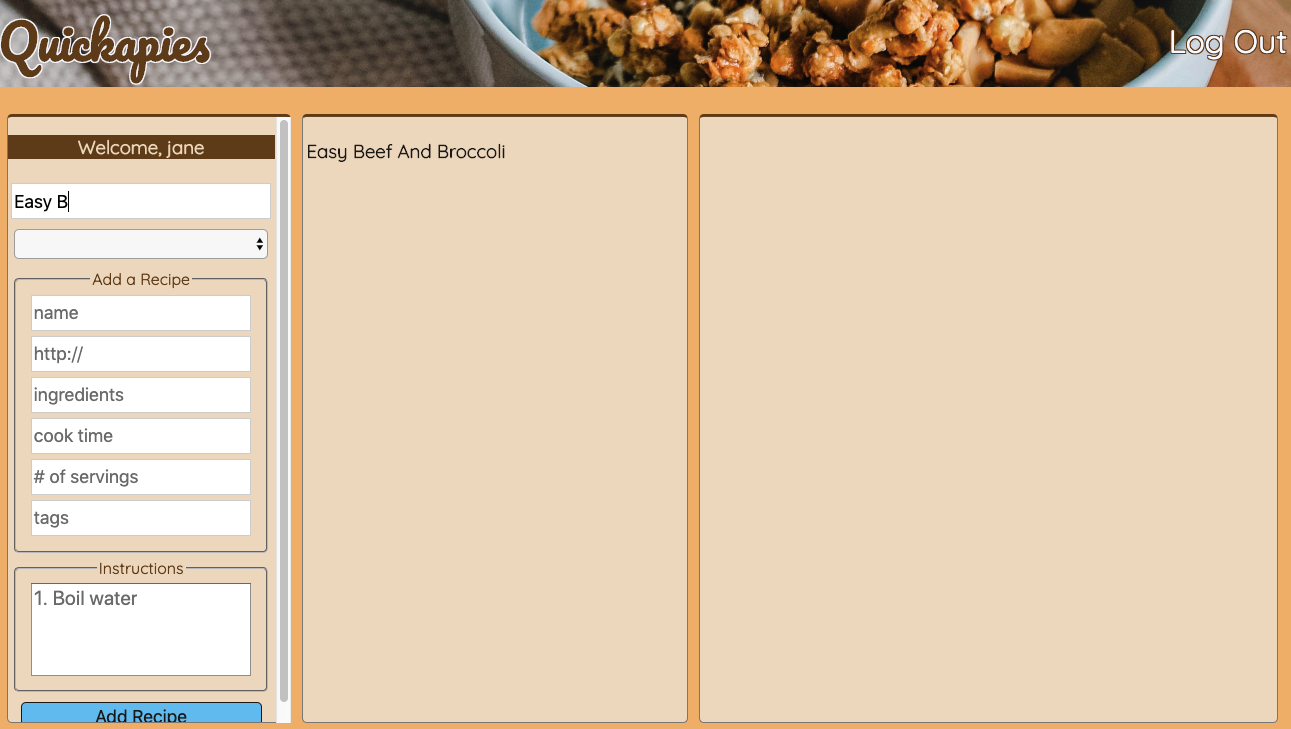 Quickapies
Log Out
Welcome, jane
Easy B
Add a Recipe
name
http://
ingredients
cook time
# of servings
tags
Instructions
1. Boil water
Add Recipe
Easy Beef And Broccoli